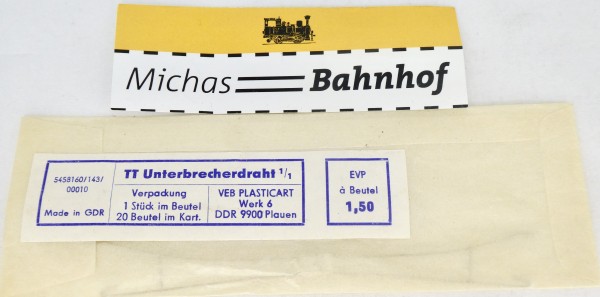 Michas Bahnhof
5458160/143/
00010
Made in GDR
TT Unterbrecherdraht 1/1
Verpackung
1 Stück im Beutel
20 Beutel im Kart.
VEB PLASTICART
Werk 6
DDR 9900 Plauen
EVP
à Beutel
1,50